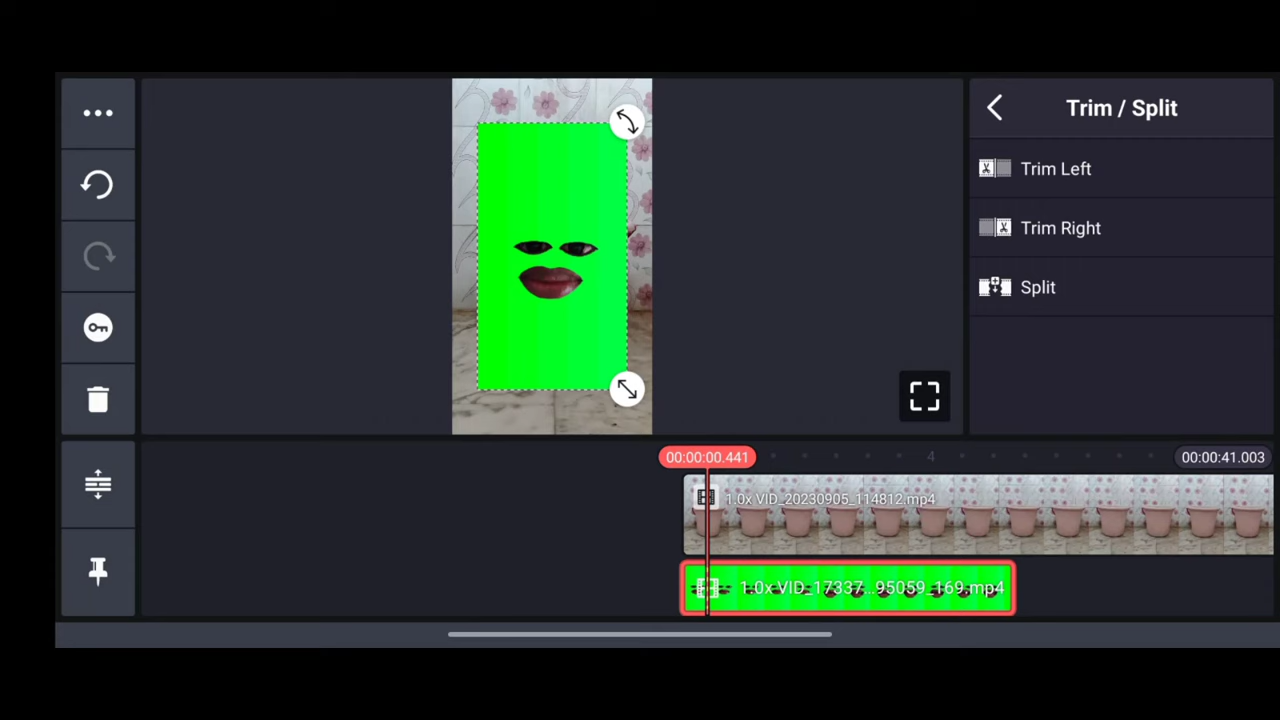 Trim / Split
Trim Left
Trim Right
Split
00:00:00.441
4
00:00:41.003
1.0x VID_20230905_114812.mp4
1.0x VID_17337...95059_169.mp4